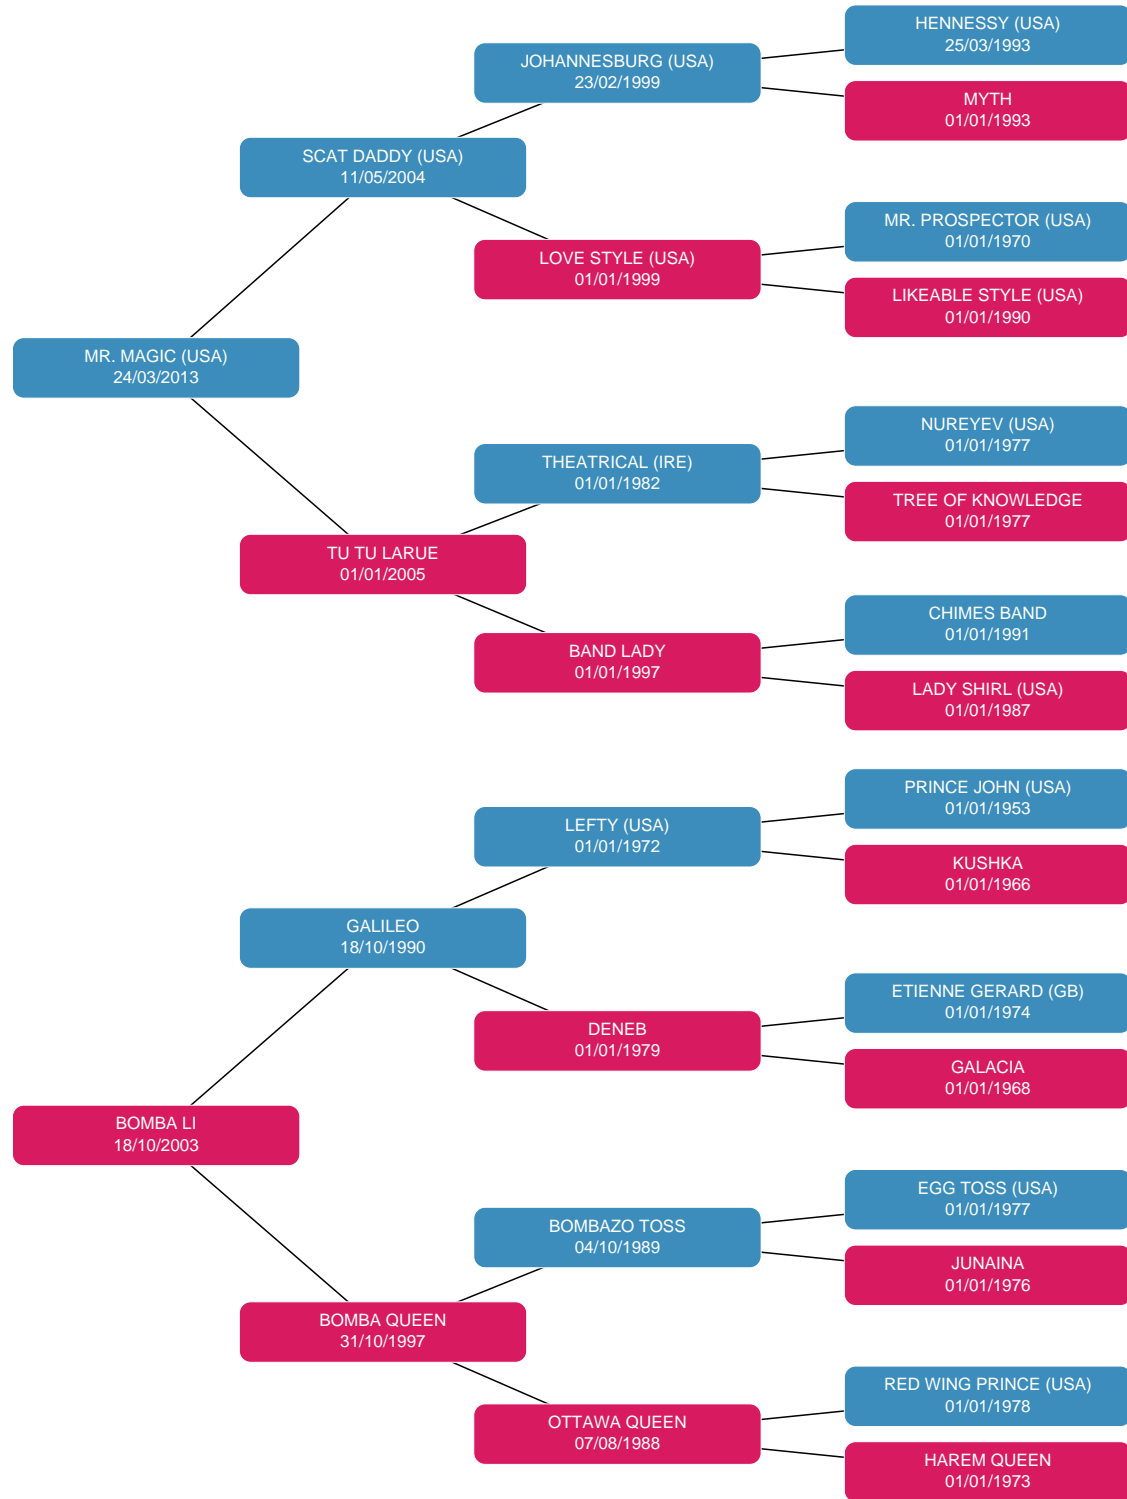 HENNESSY (USA)
25/03/1993
JOHANNESBURG (USA)
23/02/1999
MYTH
01/01/1993
SCAT DADDY (USA)
11/05/2004
MR. PROSPECTOR (USA)
01/01/1970
LOVE STYLE (USA)
01/01/1999
LIKEABLE STYLE (USA)
01/01/1990
MR. MAGIC (USA)
24/03/2013
NUREYEV (USA)
01/01/1977
THEATRICAL (IRE)
01/01/1982
TREE OF KNOWLEDGE
01/01/1977
TU TU LARUE
01/01/2005
CHIMES BAND
01/01/1991
BAND LADY
01/01/1997
LADY SHIRL (USA)
01/01/1987
PRINCE JOHN (USA)
01/01/1953
LEFTY (USA)
01/01/1972
KUSHKA
01/01/1966
GALILEO
18/10/1990
ETIENNE GERARD (GB)
01/01/1974
DENEB
01/01/1979
GALACIA
01/01/1968
BOMBA LI
18/10/2003
EGG TOSS (USA)
01/01/1977
BOMBAZO TOSS
04/10/1989
JUNAINA
01/01/1976
BOMBA QUEEN
31/10/1997
RED WING PRINCE (USA)
01/01/1978
OTTAWA QUEEN
07/08/1988
HAREM QUEEN
01/01/1973